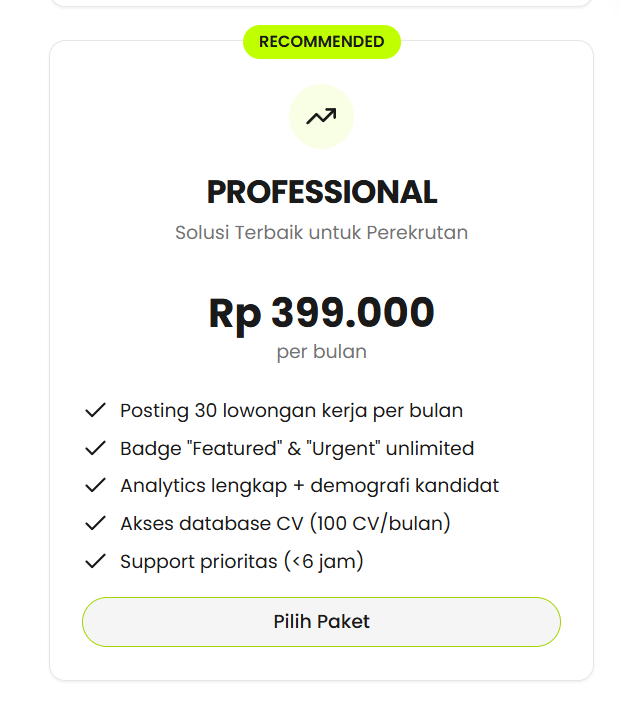 RECOMMENDED
PROFESSIONAL
Solusi Terbaik untuk Perekrutan
Rp 399.000
per bulan
Posting 30 lowongan kerja per bulan
Badge "Featured" & "Urgent" unlimited
Analytics lengkap + demografi kandidat
Akses database CV (100 CV/bulan)
Support prioritas (<6 jam)
Pilih Paket